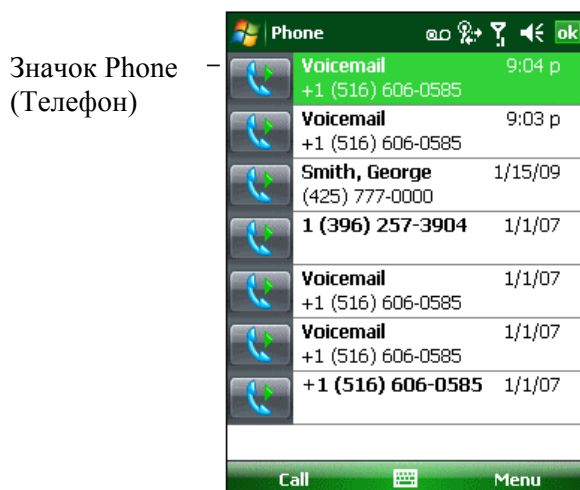 Значок Phone
(Телефон)
Phone
ok
Voicemail 9:04 p
+1 (516) 606-0585
Voicemail 9:03 p
+1 (516) 606-0585
Smith, George 1/15/09
(425) 777-0000
1 (396) 257-3904 1/1/07
Voicemail 1/1/07
+1 (516) 606-0585
Voicemail 1/1/07
+1 (516) 606-0585
+1 (516) 606-0585 1/1/07
Call Menu